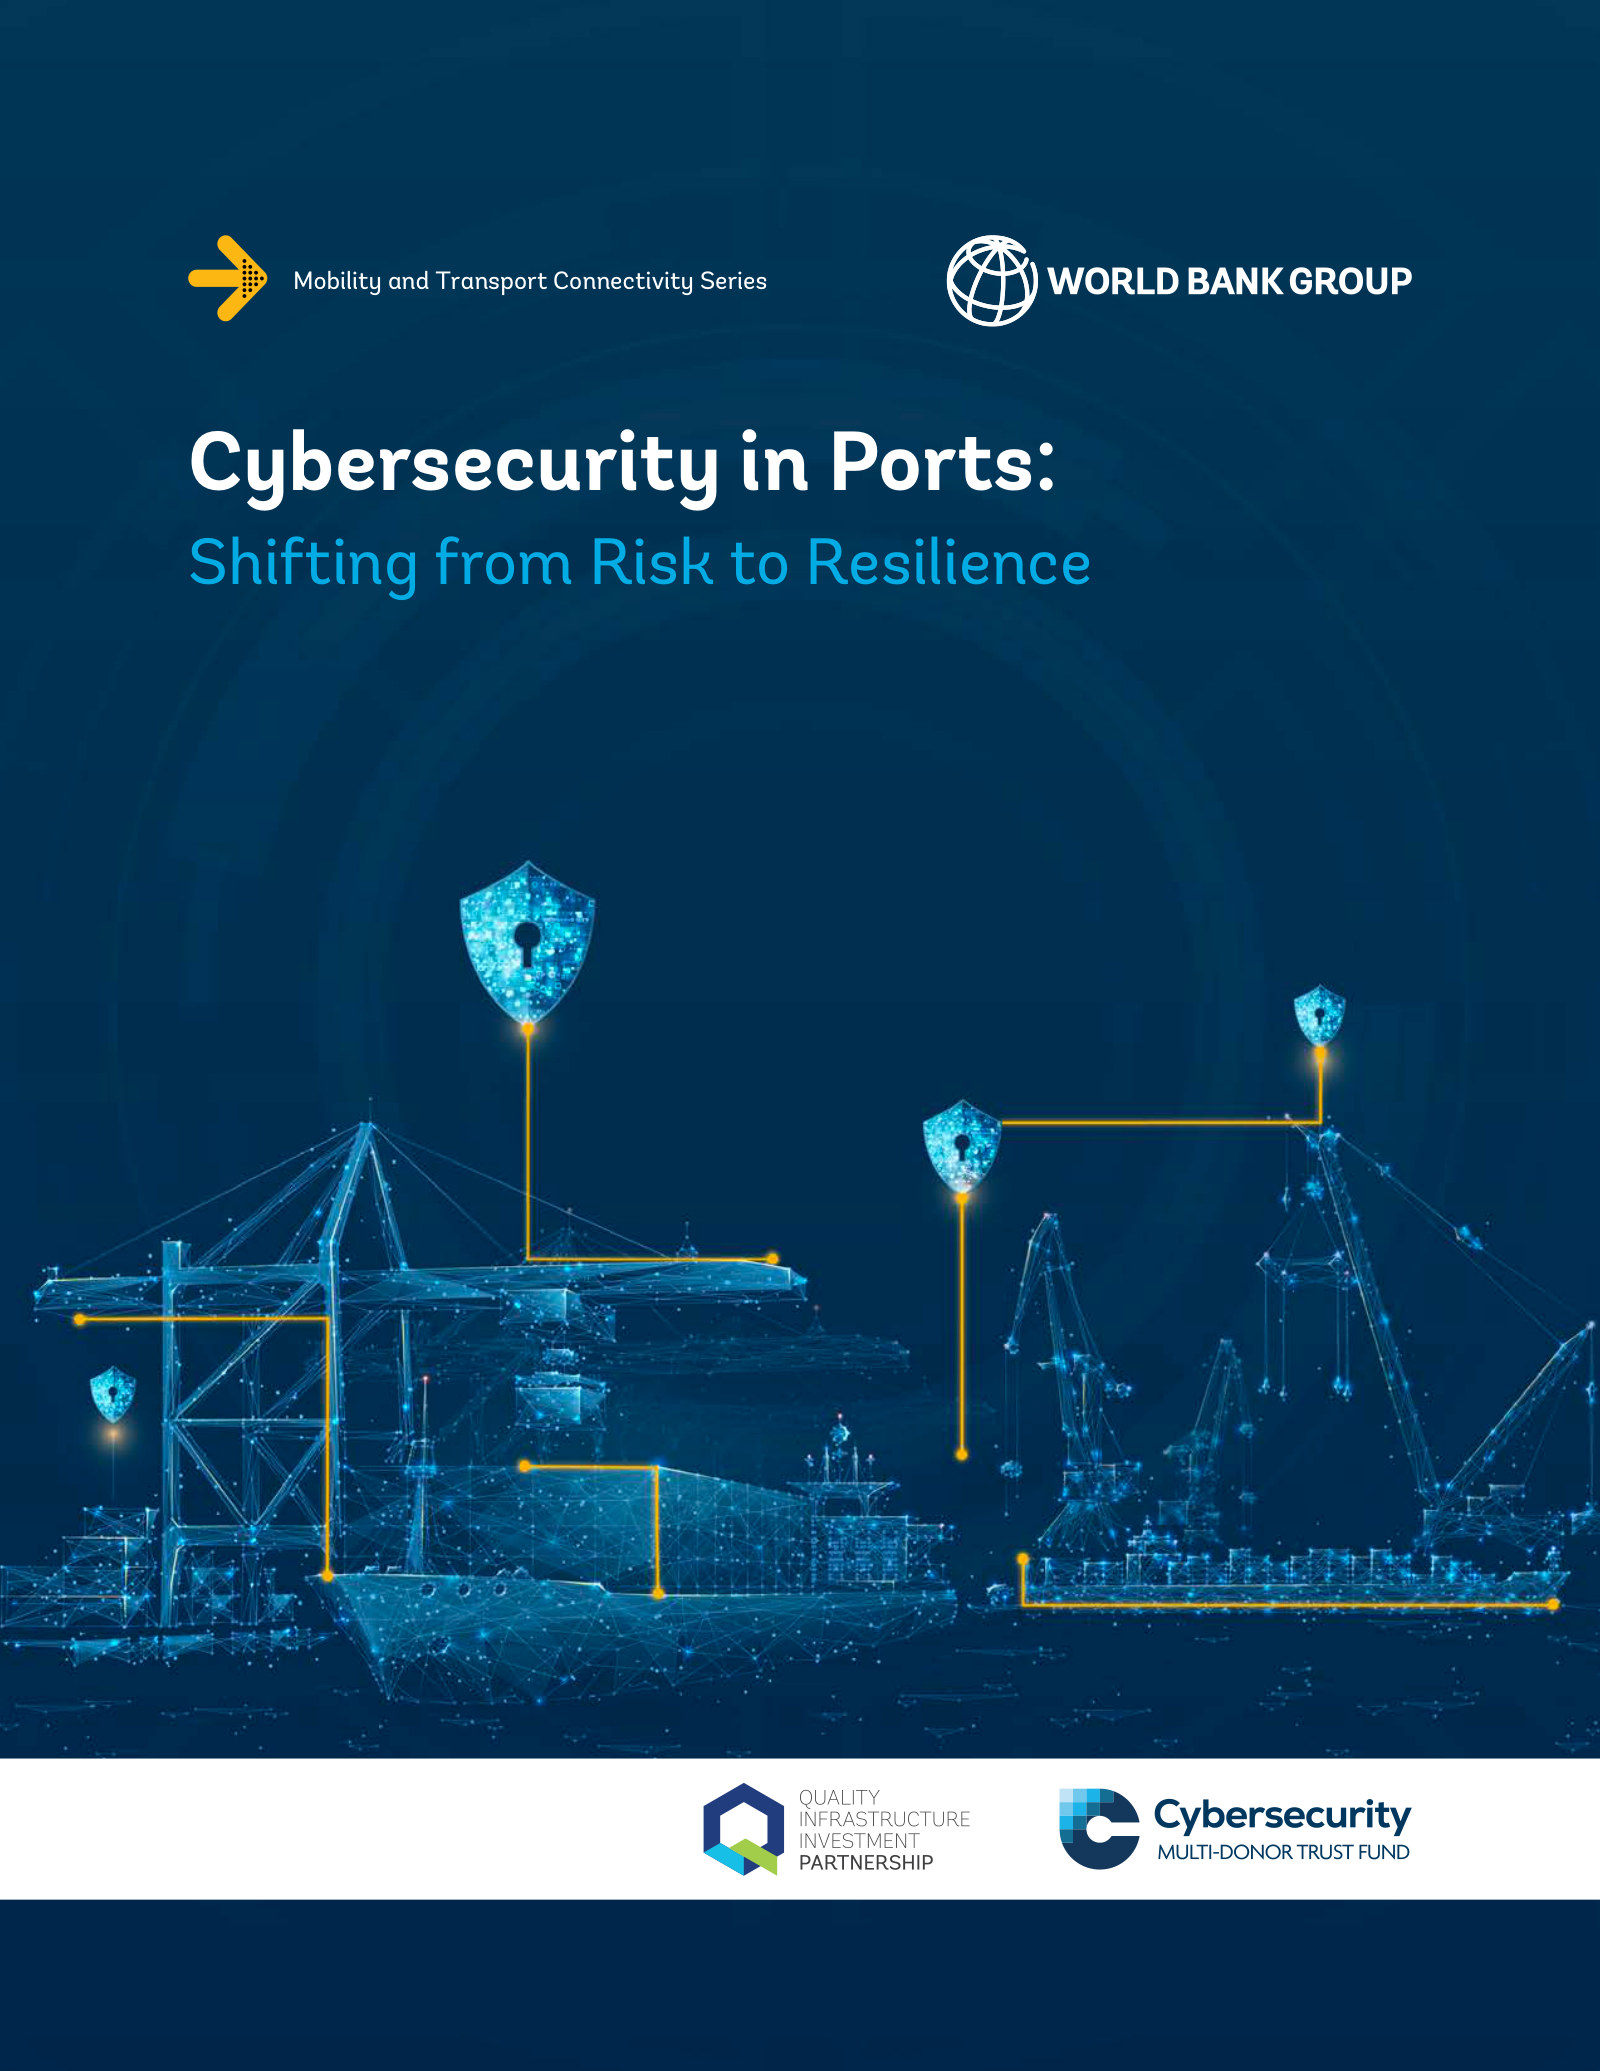 Mobility and Transport Connectivity Series
WORLD BANK GROUP
Cybersecurity in Ports:
Shifting from Risk to Resilience
QUALITY
INFRASTRUCTURE
INVESTMENT
PARTNERSHIP
Cybersecurity
MULTI-DONOR TRUST FUND